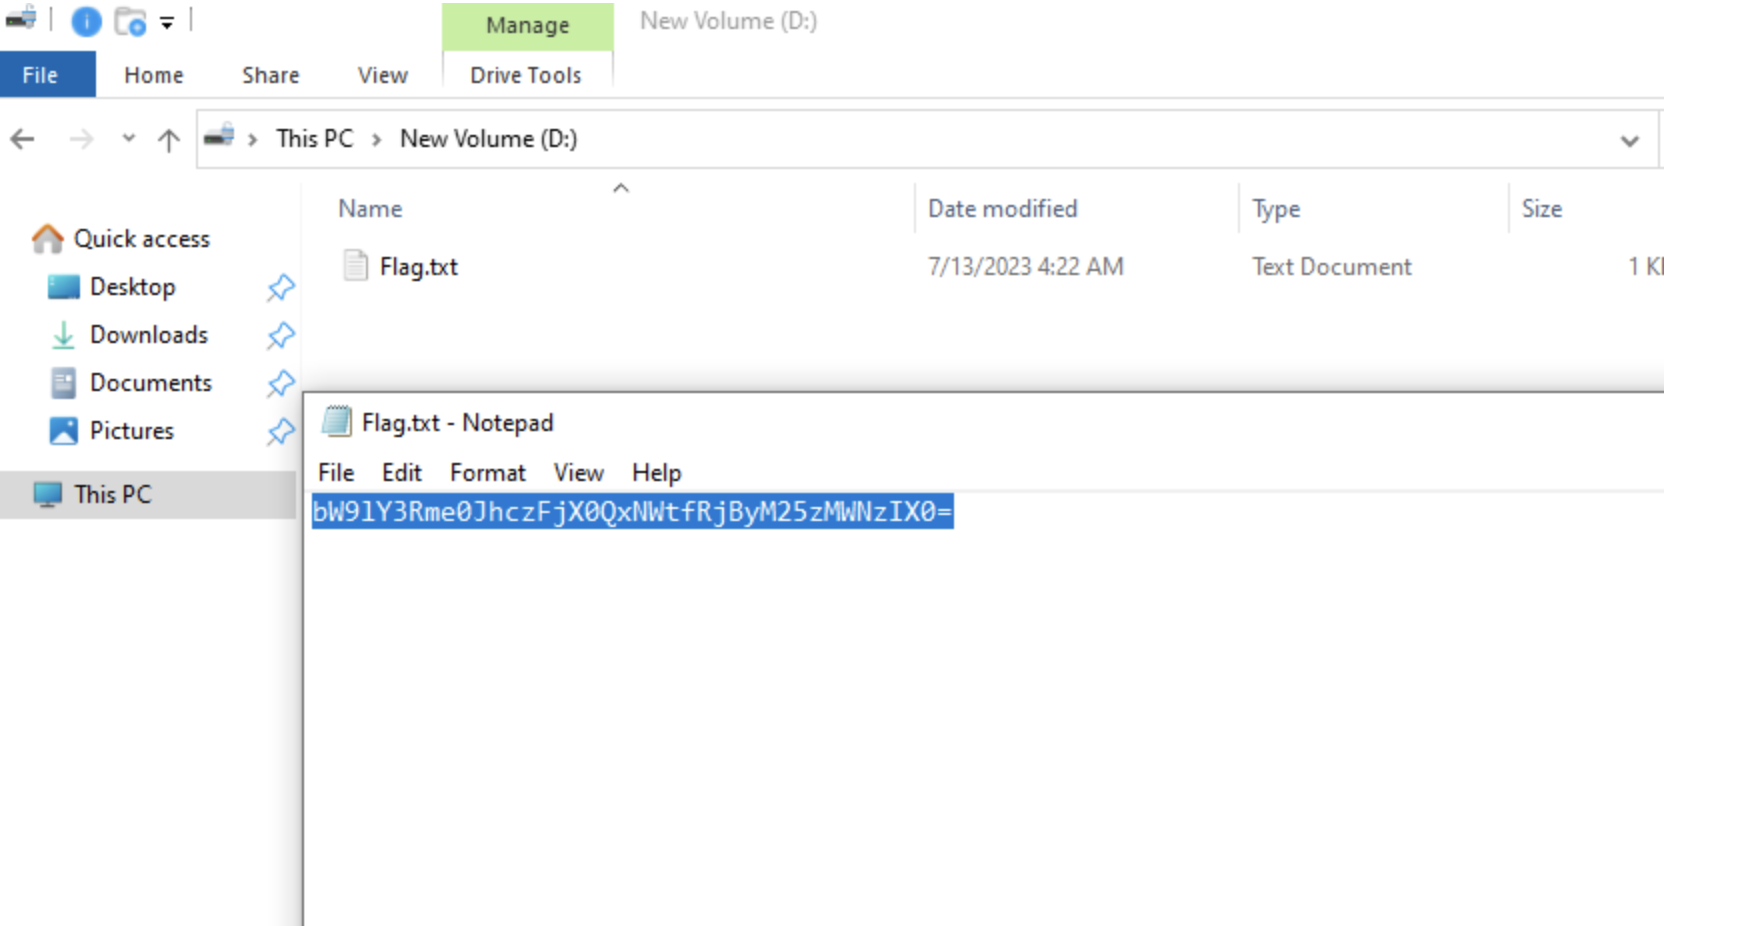 Manage New Volume (D:)
File Home Share View Drive Tools
This PC New Volume (D:)
Name Date modified Type Size
Flag.txt 7/13/2023 4:22 AM Text Document 1
Quick access
Desktop
Downloads
Documents
Pictures
This PC
Flag.txt - Notepad
File Edit Format View Help
bW9lY3Rme0JhczFjX0QxNWtfRjByM25zMWNzIX0=